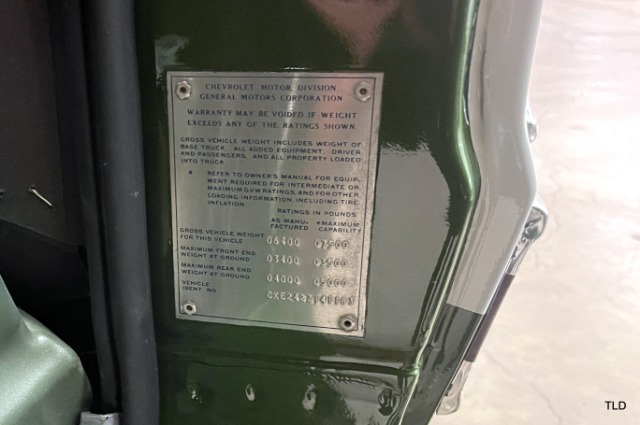 CHEVROLET MOTOR DIVISION
GENERAL MOTORS CORPORATION
WARRANTY MAY BE VOIDED IF WEIGHT
EXCEEDS ANY OF THE RATINGS SHOWN.
GROSS VEHICLE WEIGHT INCLUDES WEIGHT OF
BASE TRUCK, ALL ADDED EQUIPMENT, DRIVER
AND PASSENGERS, AND ALL PROPERTY LOADED
INTO TRUCK
* REFER TO OWNER'S MANUAL FOR EQUIP-
MENT REQUIRED FOR INTERMEDIATE OR
MAXIMUM GVW RATINGS, AND FOR OTHER
LOADING INFORMATION INCLUDING TIRE
INFLATION.
RATINGS IN POUNDS
AS MANU- *MAXIMUM
FACTURED CAPABILITY
GROSS VEHICLE WEIGHT
FOR THIS VEHICLE 06400 07500
MAXIMUM FRONT END
WEIGHT AT GROUND 03400 03500
MAXIMUM REAR END
WEIGHT AT GROUND 04000 05000
VEHICLE
IDENT. NO.
TLD